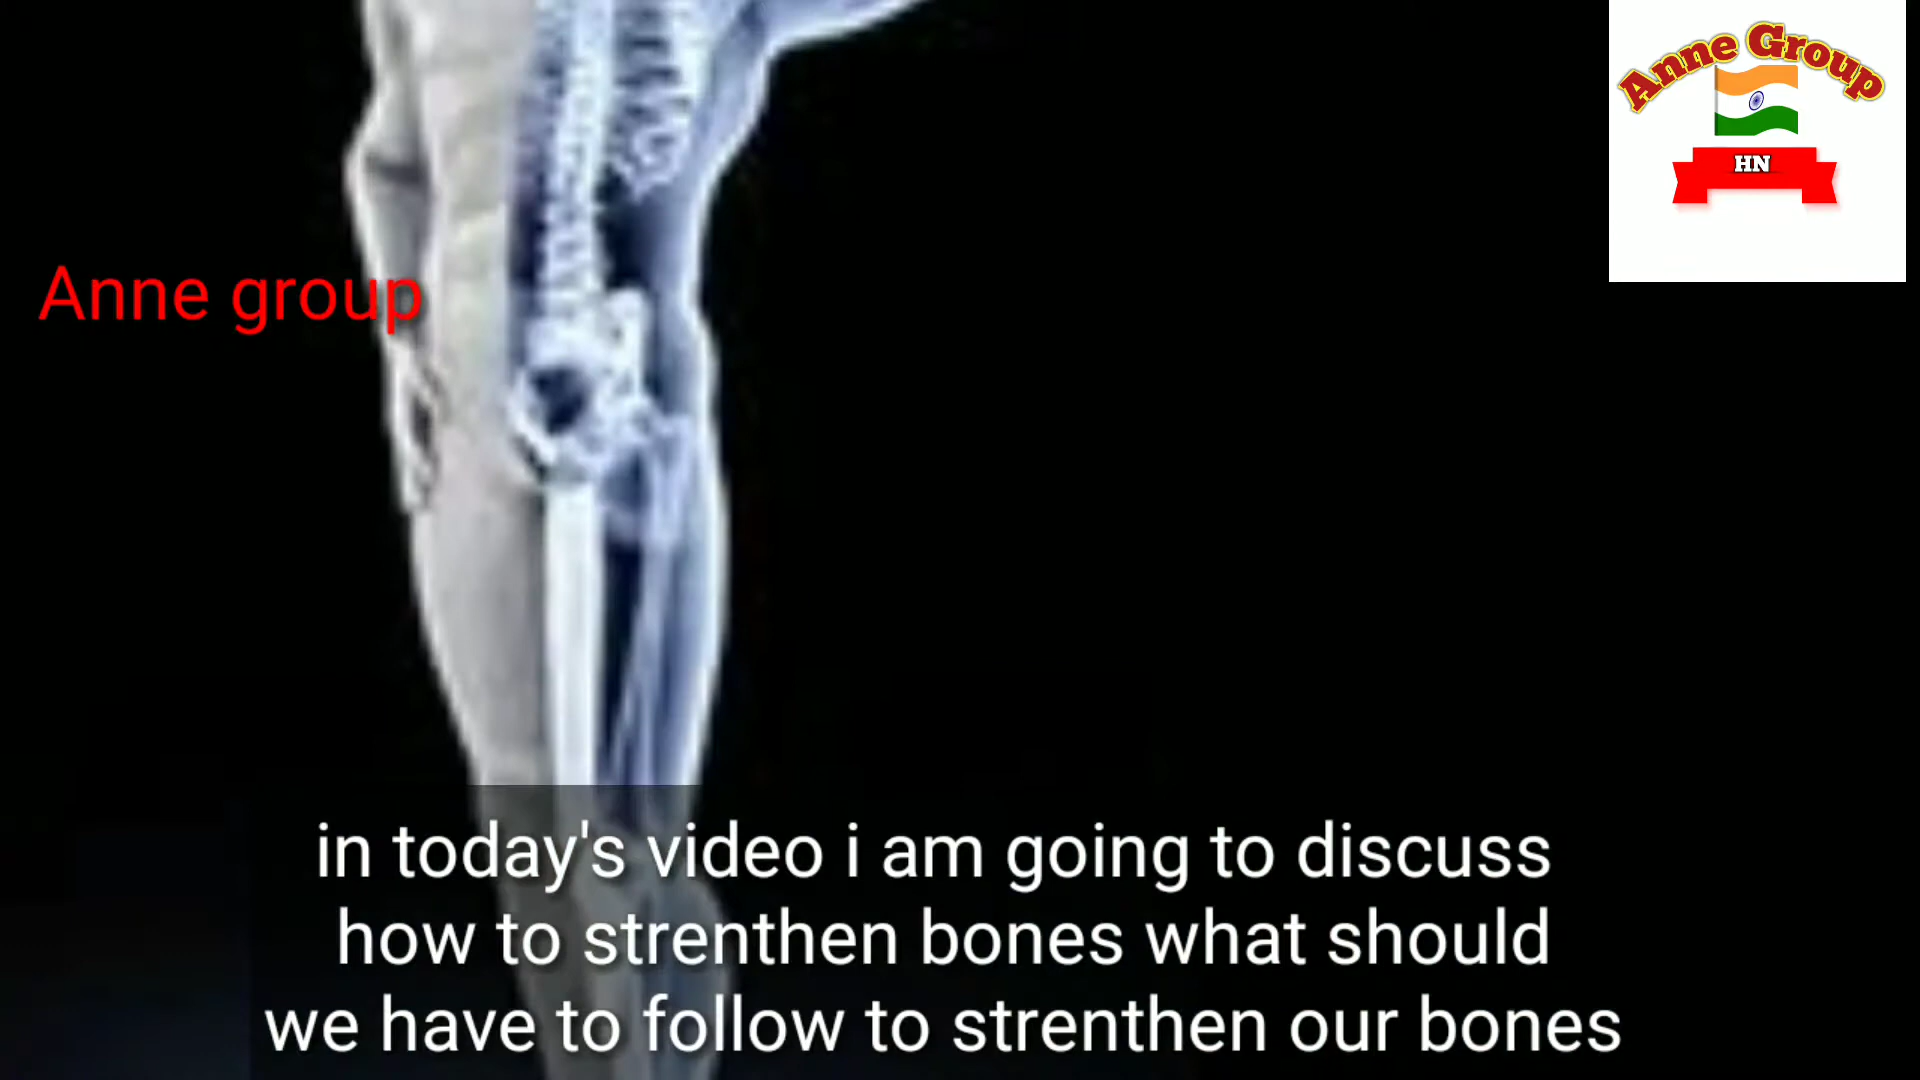 Anne Group
HN
Anne group
in today's video i am going to discuss
how to strenthen bones what should
we have to follow to strenthen our bones